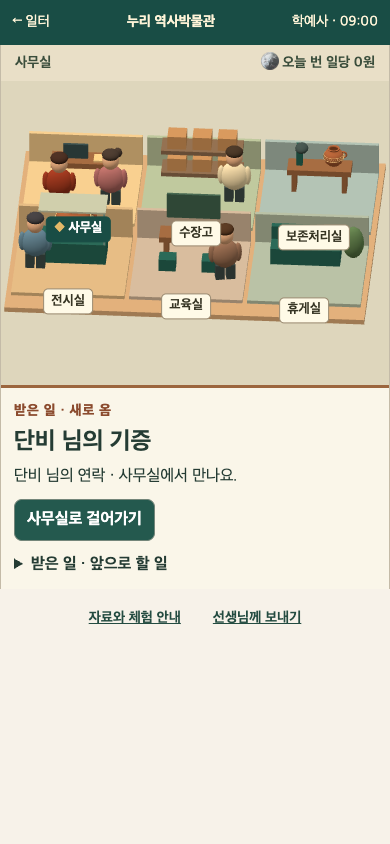 ← 일터 누리 역사박물관 학예사 · 09:00
사무실 오늘 번 일당 0원
◆ 사무실
수장고
보존처리실
전시실
교육실
휴게실
받은 일 · 새로 옴
단비 님의 기증
단비 님의 연락 · 사무실에서 만나요.
사무실로 걸어가기
▶ 받은 일 · 앞으로 할 일
자료와 체험 안내 선생님께 보내기